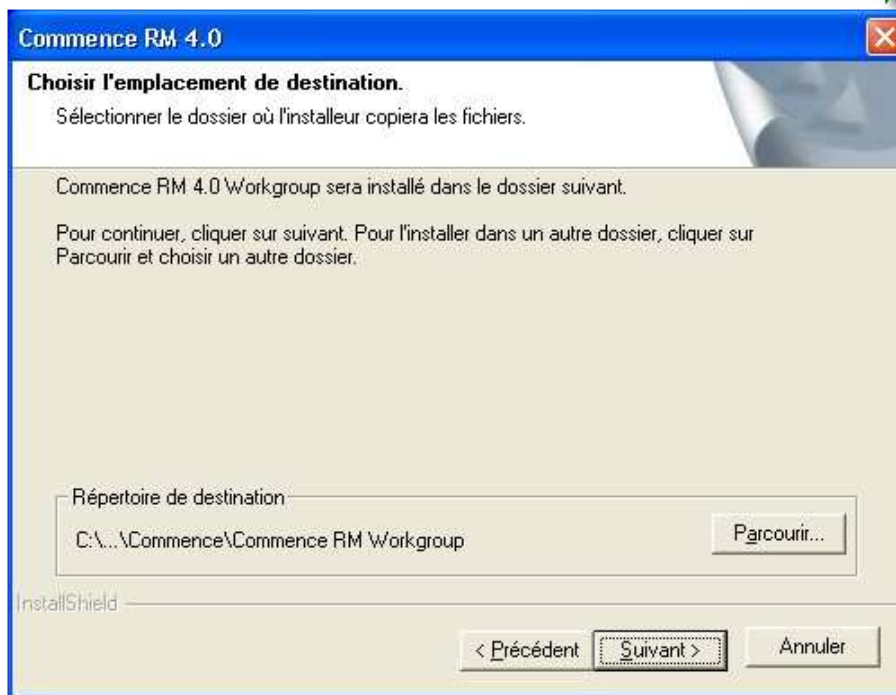 Commence RM 4.0
Choisir l'emplacement de destination.
Sélectionner le dossier où l'installeur copiera les fichiers.
Commence RM 4.0 Workgroup sera installé dans le dossier suivant.
Pour continuer, cliquer sur suivant. Pour l'installer dans un autre dossier, cliquer sur
Parcourir et choisir un autre dossier.
Répertoire de destination
C:\...\Commence\Commence RM Workgroup
Parcourir...
InstallShield
< Précédent
Suivant >
Annuler